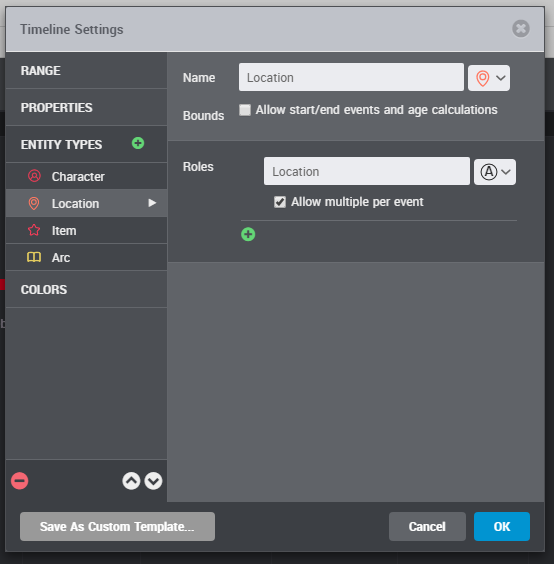 Timeline Settings
RANGE
PROPERTIES
ENTITY TYPES
Character
Location
Item
Arc
COLORS
Name
Location
Bounds
Allow start/end events and age calculations
Roles
Location
A
Allow multiple per event
Save As Custom Template...
Cancel
OK